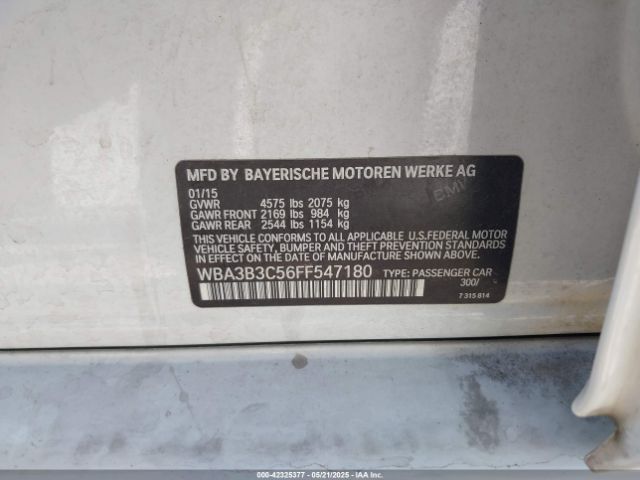 MFD BY BAYERISCHE MOTOREN WERKE AG
01/15
BMW
GVWR 4575 lbs 2075 kg
GAWR FRONT 2169 lbs 984 kg
GAWR REAR 2544 lbs 1154 kg
THIS VEHICLE CONFORMS TO ALL APPLICABLE U.S.FEDERAL MOTOR
VEHICLE SAFETY, BUMPER AND THEFT PREVENTION STANDARDS
IN EFFECT ON THE DATE OF MANUFACTURE SHOWN ABOVE.
WBA3B3C56FF547180 TYPE: PASSENGER CAR
300/
7 315 814
000-42325377 - 05/21/2025 - IAAI.COM